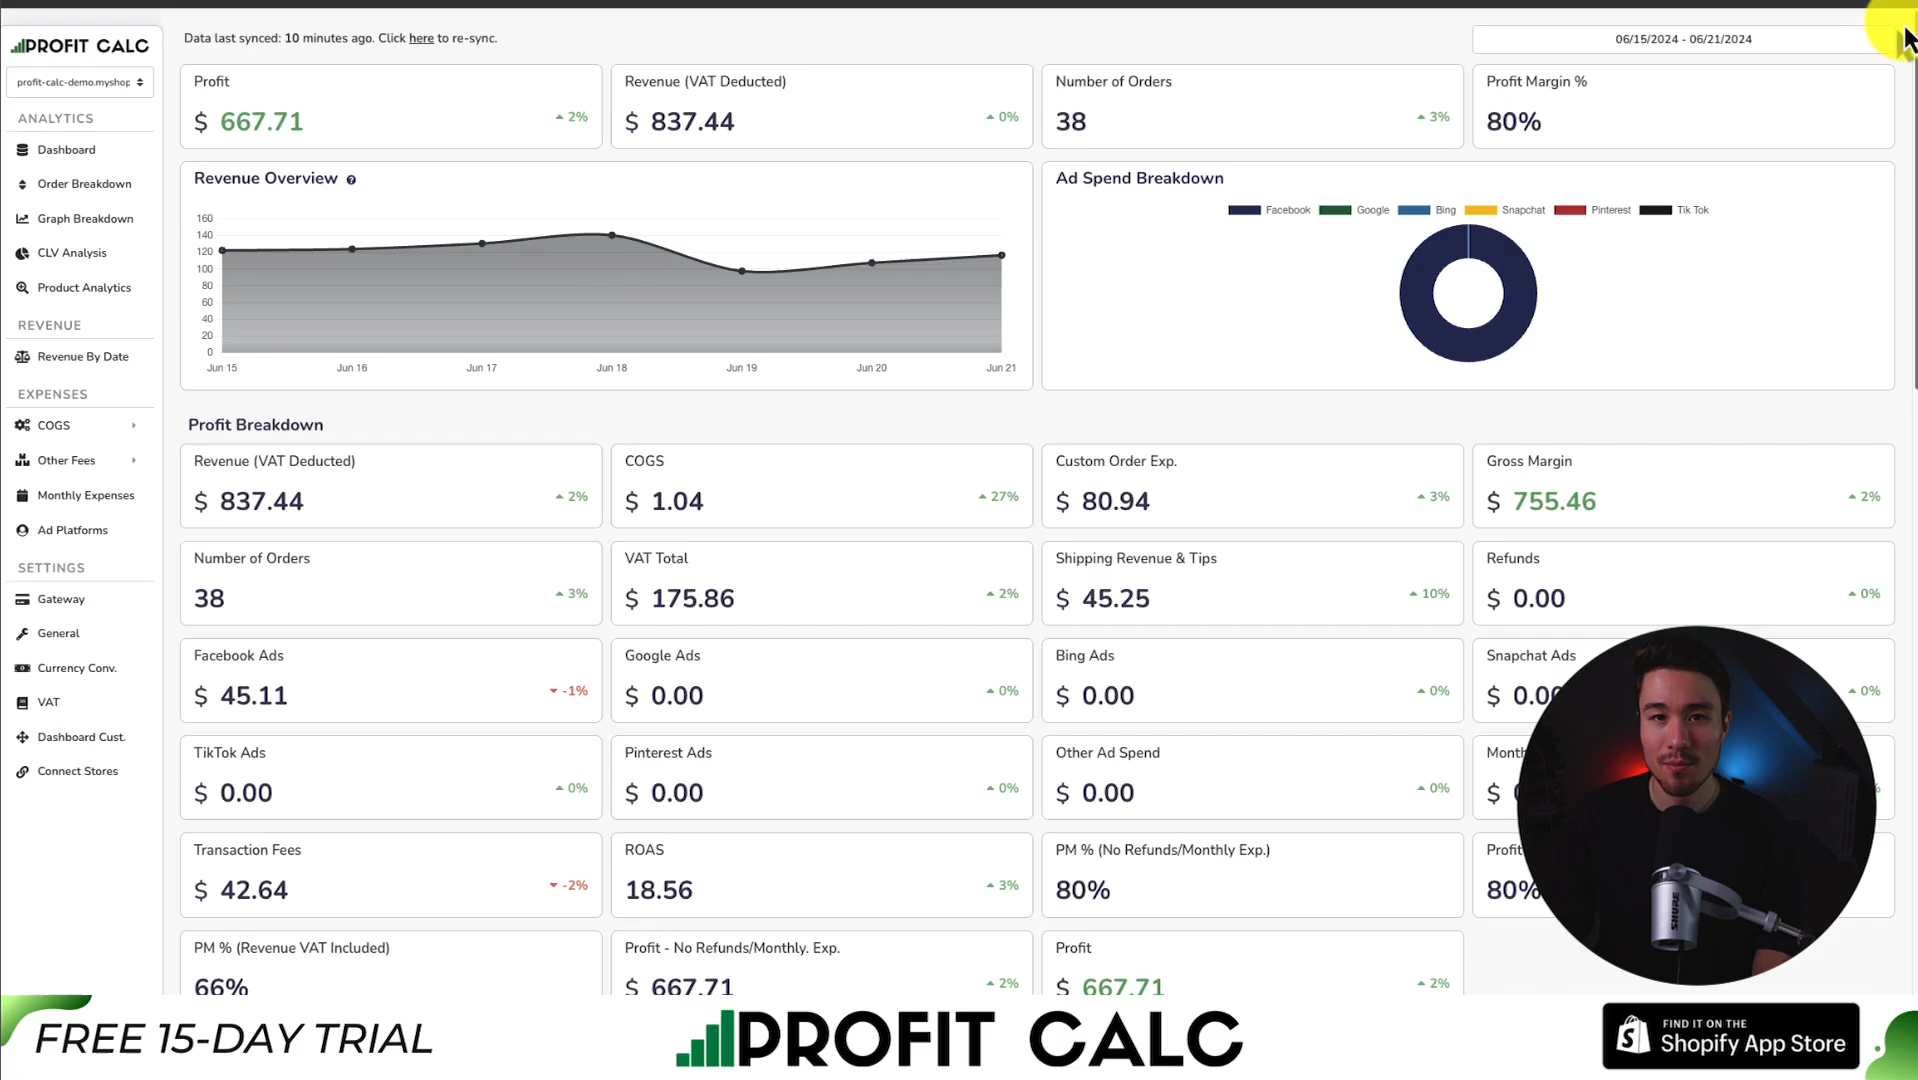 PROFIT CALC
profit-calc-demo.myshop
ANALYTICS
Dashboard
Order Breakdown
Graph Breakdown
CLV Analysis
Product Analytics
REVENUE
Revenue By Date
EXPENSES
COGS
Other Fees
Monthly Expenses
Ad Platforms
SETTINGS
Gateway
General
Currency Conv.
VAT
Dashboard Cust.
Connect Stores
Data last synced: 10 minutes ago. Click here to re-sync.
06/15/2024 - 06/21/2024
Profit
$ 667.71
2%
Revenue (VAT Deducted)
$ 837.44
0%
Number of Orders
38
3%
Profit Margin %
80%
Revenue Overview
160
140
120
100
80
60
40
20
0
Jun 15 Jun 16 Jun 17 Jun 18 Jun 19 Jun 20 Jun 21
Ad Spend Breakdown
Facebook Google Bing Snapchat Pinterest Tik Tok
Profit Breakdown
Revenue (VAT Deducted)
$ 837.44
2%
COGS
$ 1.04
27%
Custom Order Exp.
$ 80.94
3%
Gross Margin
$ 755.46
2%
Number of Orders
38
3%
VAT Total
$ 175.86
2%
Shipping Revenue & Tips
$ 45.25
10%
Refunds
$ 0.00
0%
Facebook Ads
$ 45.11
-1%
Google Ads
$ 0.00
0%
Bing Ads
$ 0.00
0%
Snapchat Ads
$ 0.00
0%
TikTok Ads
$ 0.00
0%
Pinterest Ads
$ 0.00
0%
Other Ad Spend
$ 0.00
0%
Month
$
Transaction Fees
$ 42.64
-2%
ROAS
18.56
3%
PM % (No Refunds/Monthly Exp.)
80%
Profit
80%
PM % (Revenue VAT Included)
66%
Profit - No Refunds/Monthly. Exp.
$ 667.71
2%
Profit
$ 667.71
2%
SHURE
FREE 15-DAY TRIAL
PROFIT CALC
FIND IT ON THE
Shopify App Store